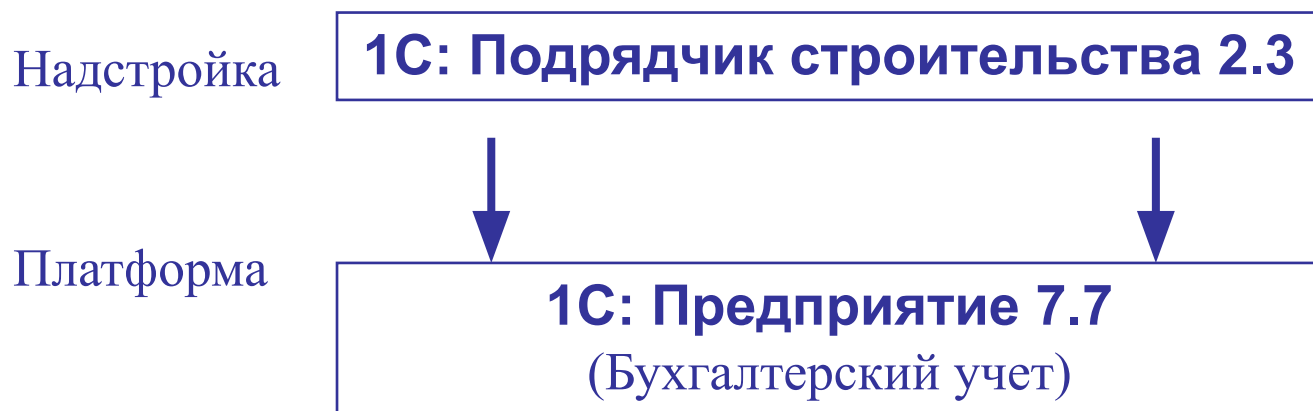 Надстройка
1С: Подрядчик строительства 2.3
Платформа
1С: Предприятие 7.7
(Бухгалтерский учет)